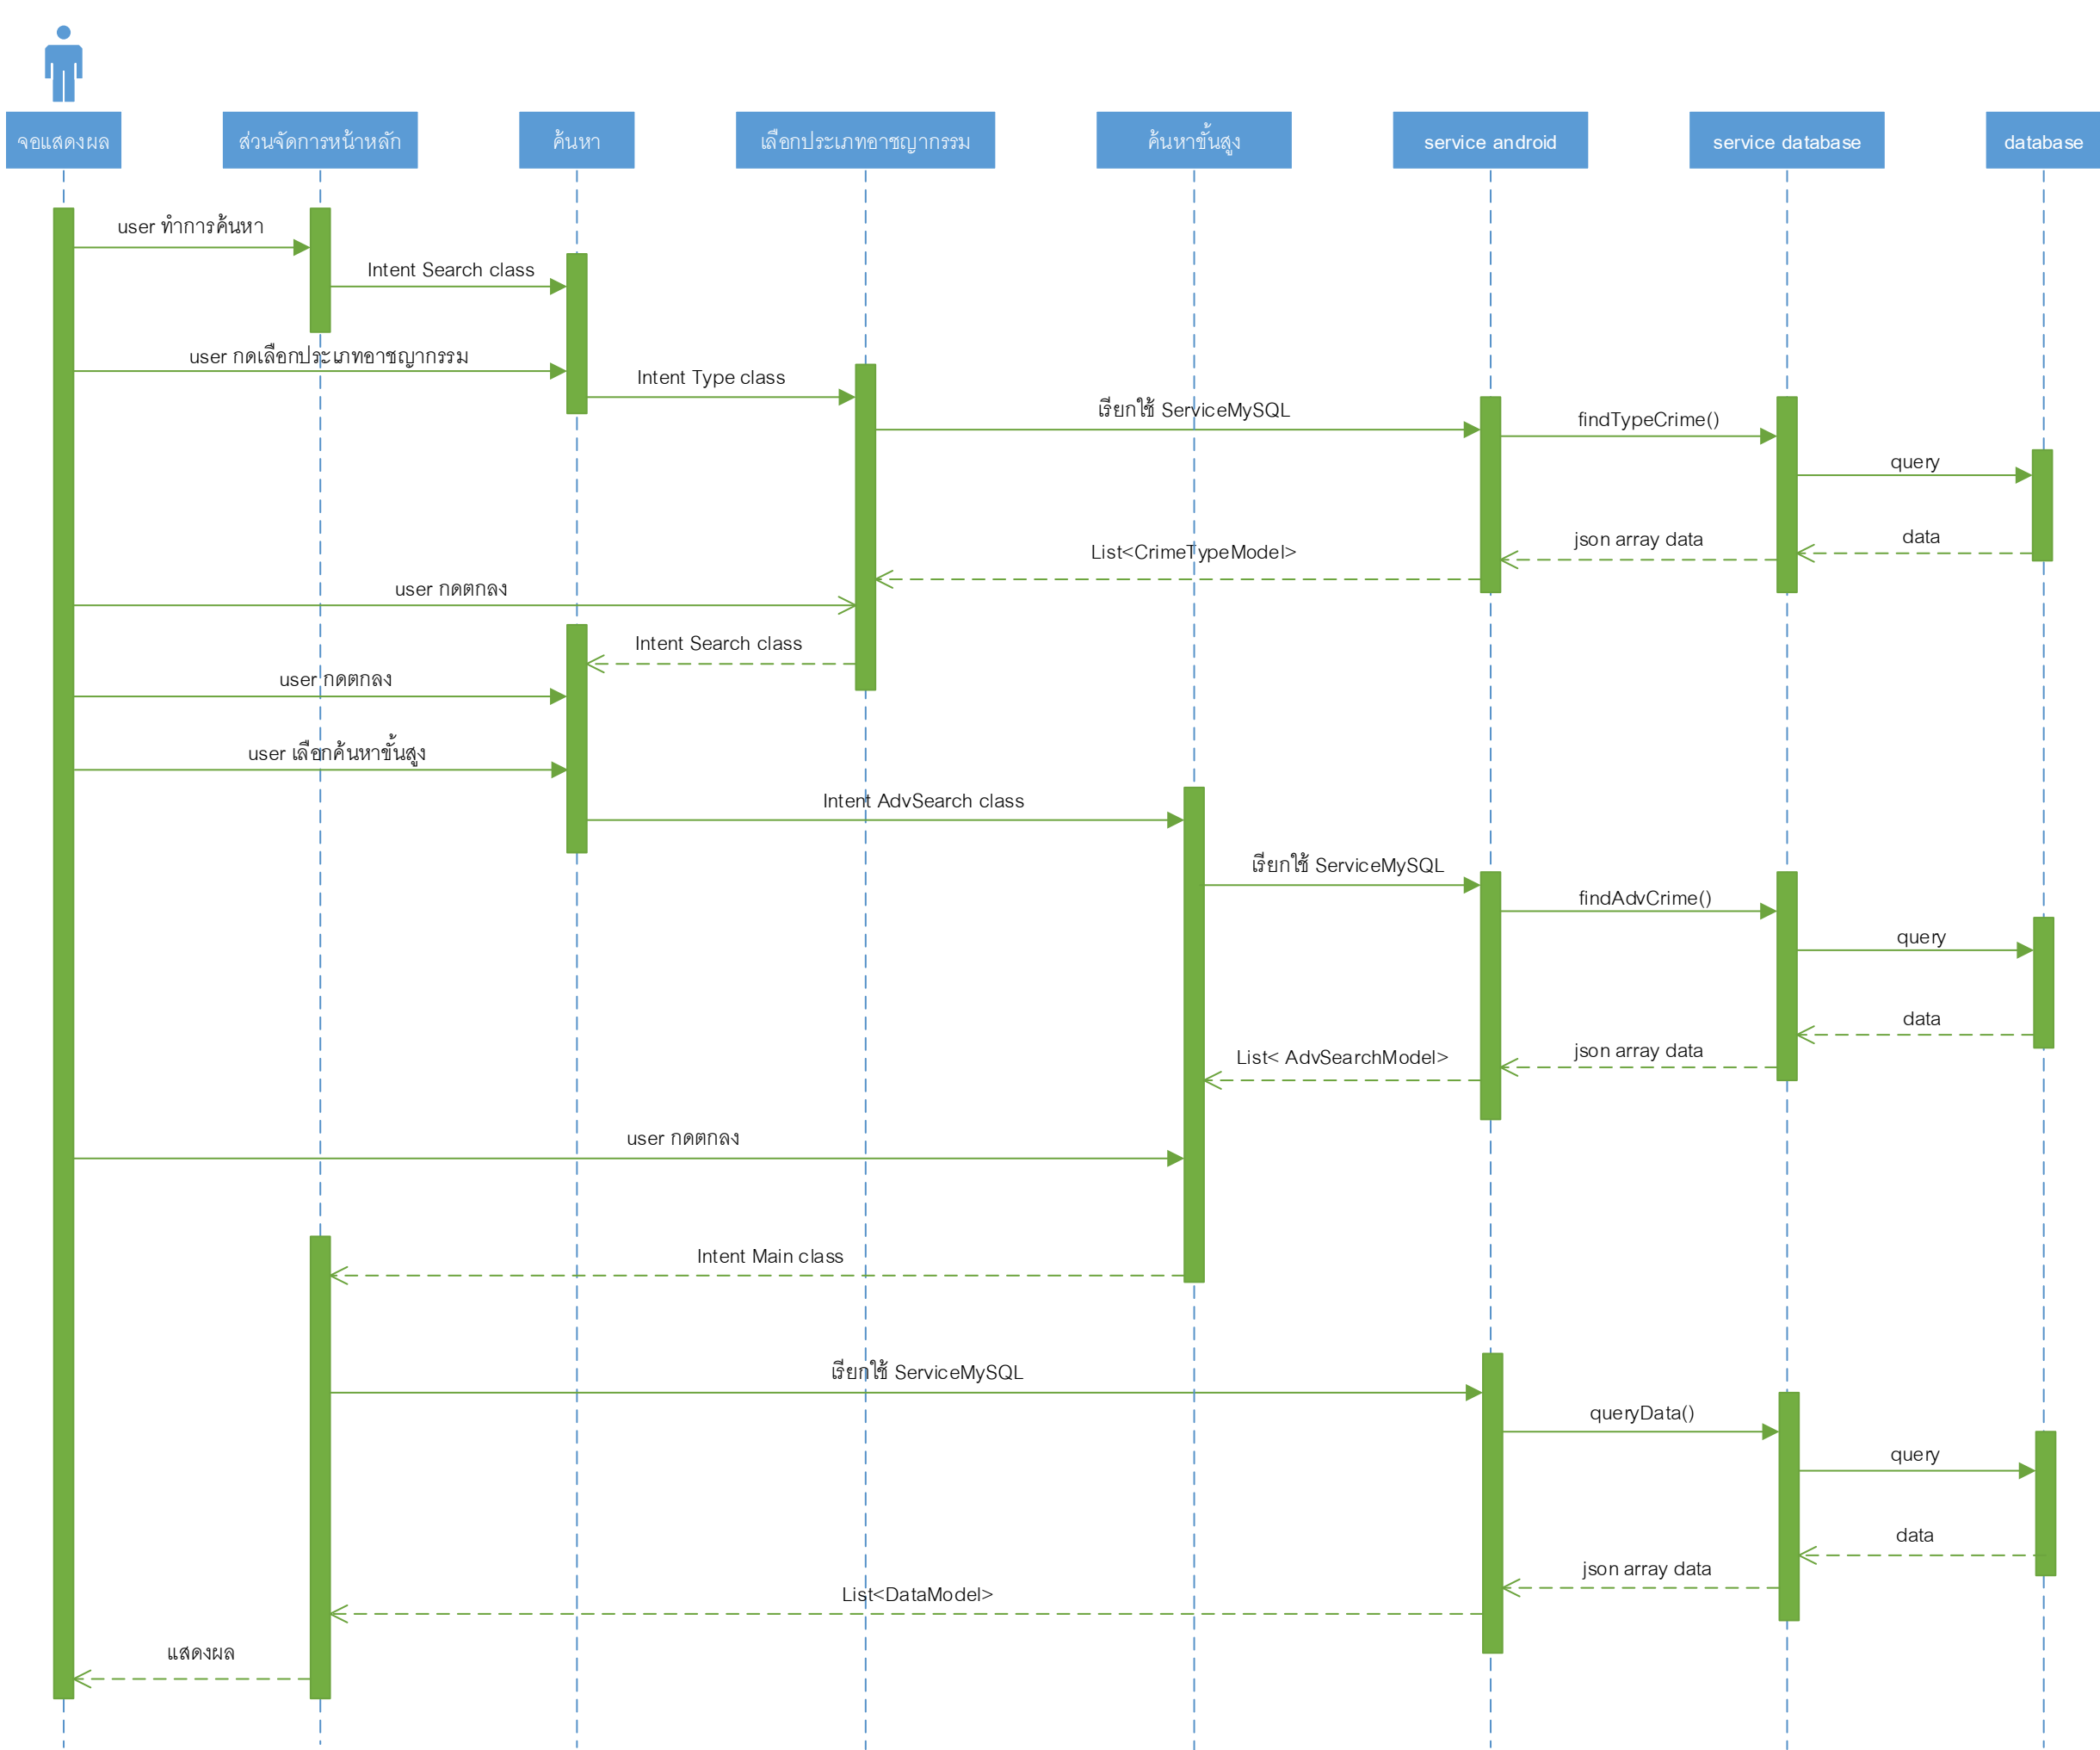 จอแสดงผล
ส่วนจัดการหน้าหลัก
ค้นหา
เลือกประเภทอาชญากรรม
ค้นหาขั้นสูง
service android
service database
database
user ทำการค้นหา
Intent Search class
user กดเลือกประเภทอาชญากรรม
Intent Type class
เรียกใช้ ServiceMySQL
findTypeCrime()
query
data
json array data
List<CrimeTypeModel>
user กดตกลง
Intent Search class
user กดตกลง
user เลือกค้นหาขั้นสูง
Intent AdvSearch class
เรียกใช้ ServiceMySQL
findAdvCrime()
query
data
json array data
List< AdvSearchModel>
user กดตกลง
Intent Main class
เรียกใช้ ServiceMySQL
queryData()
query
data
json array data
List<DataModel>
แสดงผล